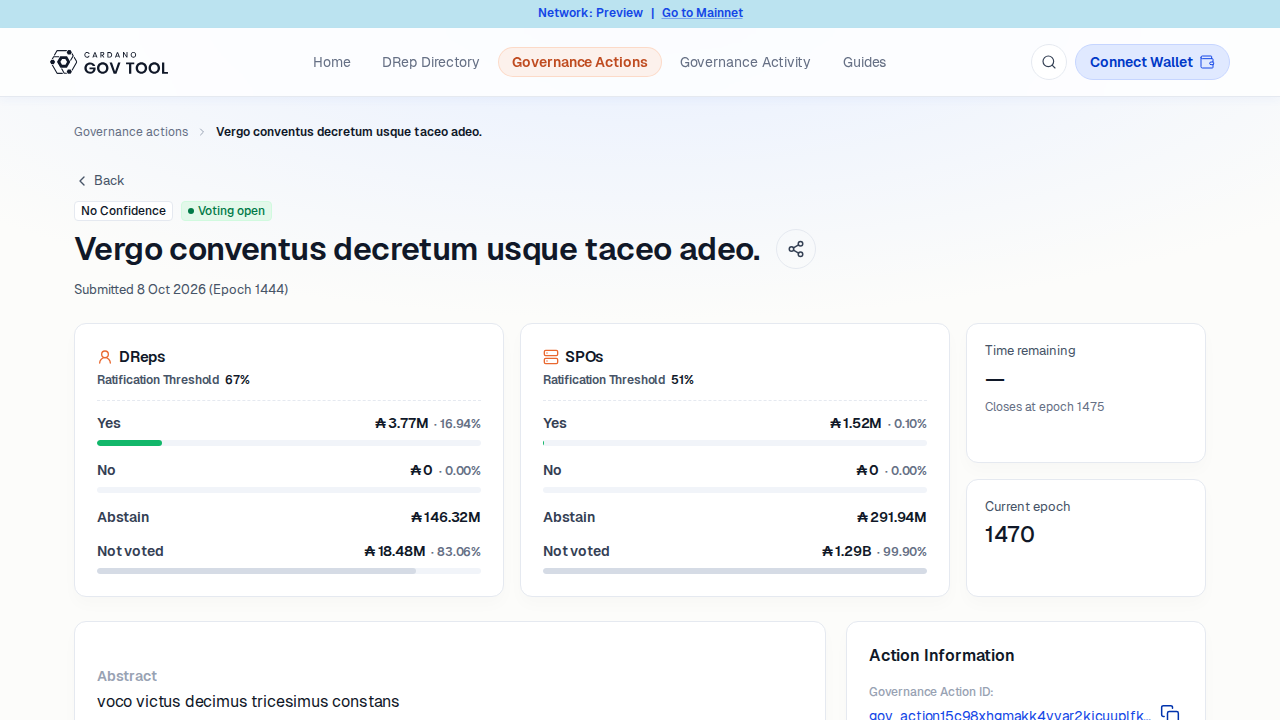 Network: Preview | Go to Mainnet
CARDANO
GOV TOOL
Home
DRep Directory
Governance Actions
Governance Activity
Guides
Connect Wallet
Governance actions > Vergo conventus decretum usque taceo adeo.
Back
No Confidence
Voting open
Vergo conventus decretum usque taceo adeo.
Submitted 8 Oct 2026 (Epoch 1444)
DReps
Ratification Threshold 67%
Yes ₳ 3.77M · 16.94%
No ₳ 0 · 0.00%
Abstain ₳ 146.32M
Not voted ₳ 18.48M · 83.06%
SPOs
Ratification Threshold 51%
Yes ₳ 1.52M · 0.10%
No ₳ 0 · 0.00%
Abstain ₳ 291.94M
Not voted ₳ 1.29B · 99.90%
Time remaining
—
Closes at epoch 1475
Current epoch
1470
Abstract
voco victus decimus tricesimus constans
Action Information
Governance Action ID: